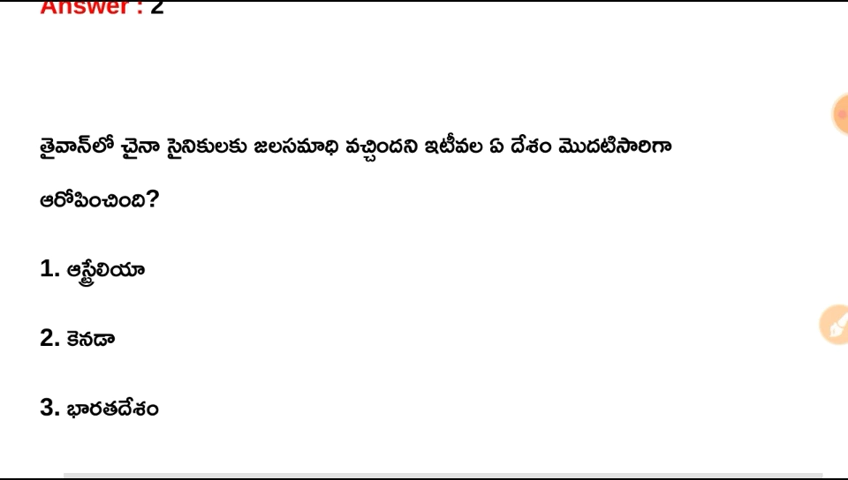 Answer : 2
తైవాన్‌లో చైనా సైనికులకు జలసమాధి వచ్చిందని ఇటీవల ఏ దేశం మొదటిసారిగా
ఆరోపించింది?
1. ఆస్ట్రేలియా
2. కెనడా
3. భారతదేశం